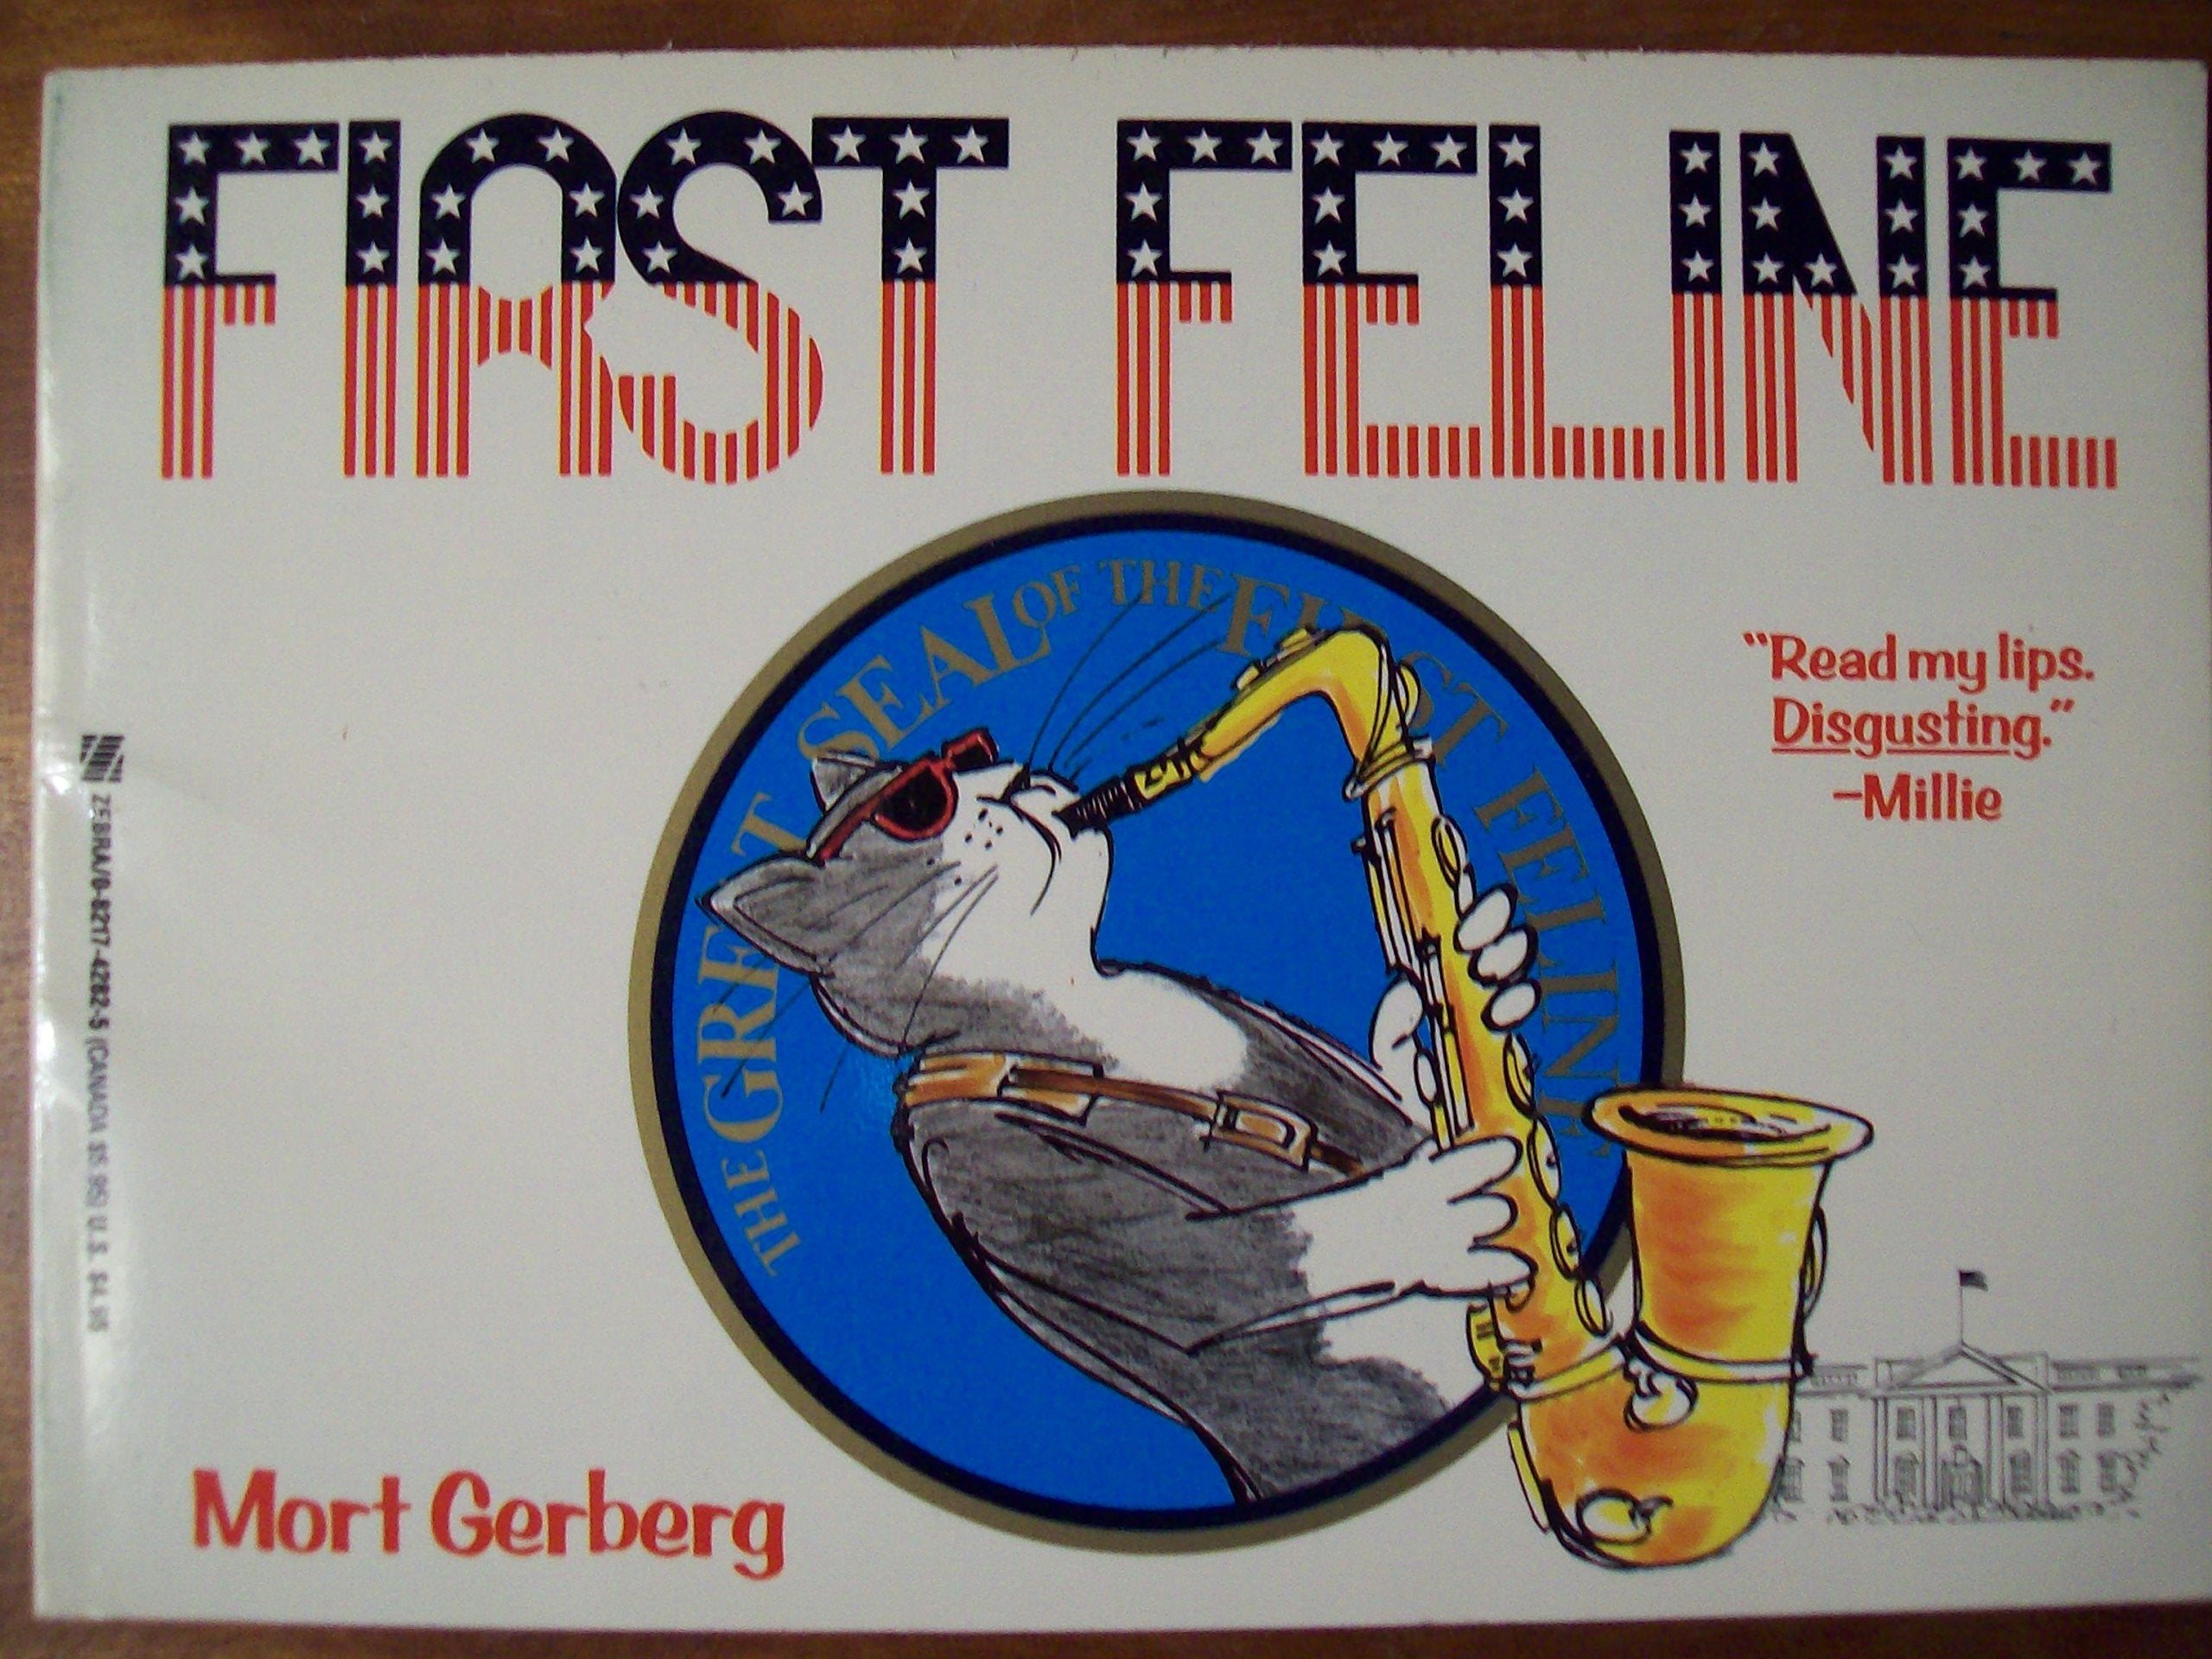 FIRST FELINE
THE GREAT SEAL OF THE FIRST FELINE
"Read my lips.
Disgusting."
-Millie
ZEBRA/0-8217-4282-5 (CANADA $5.95) U.S. $4.95
Mort Gerberg